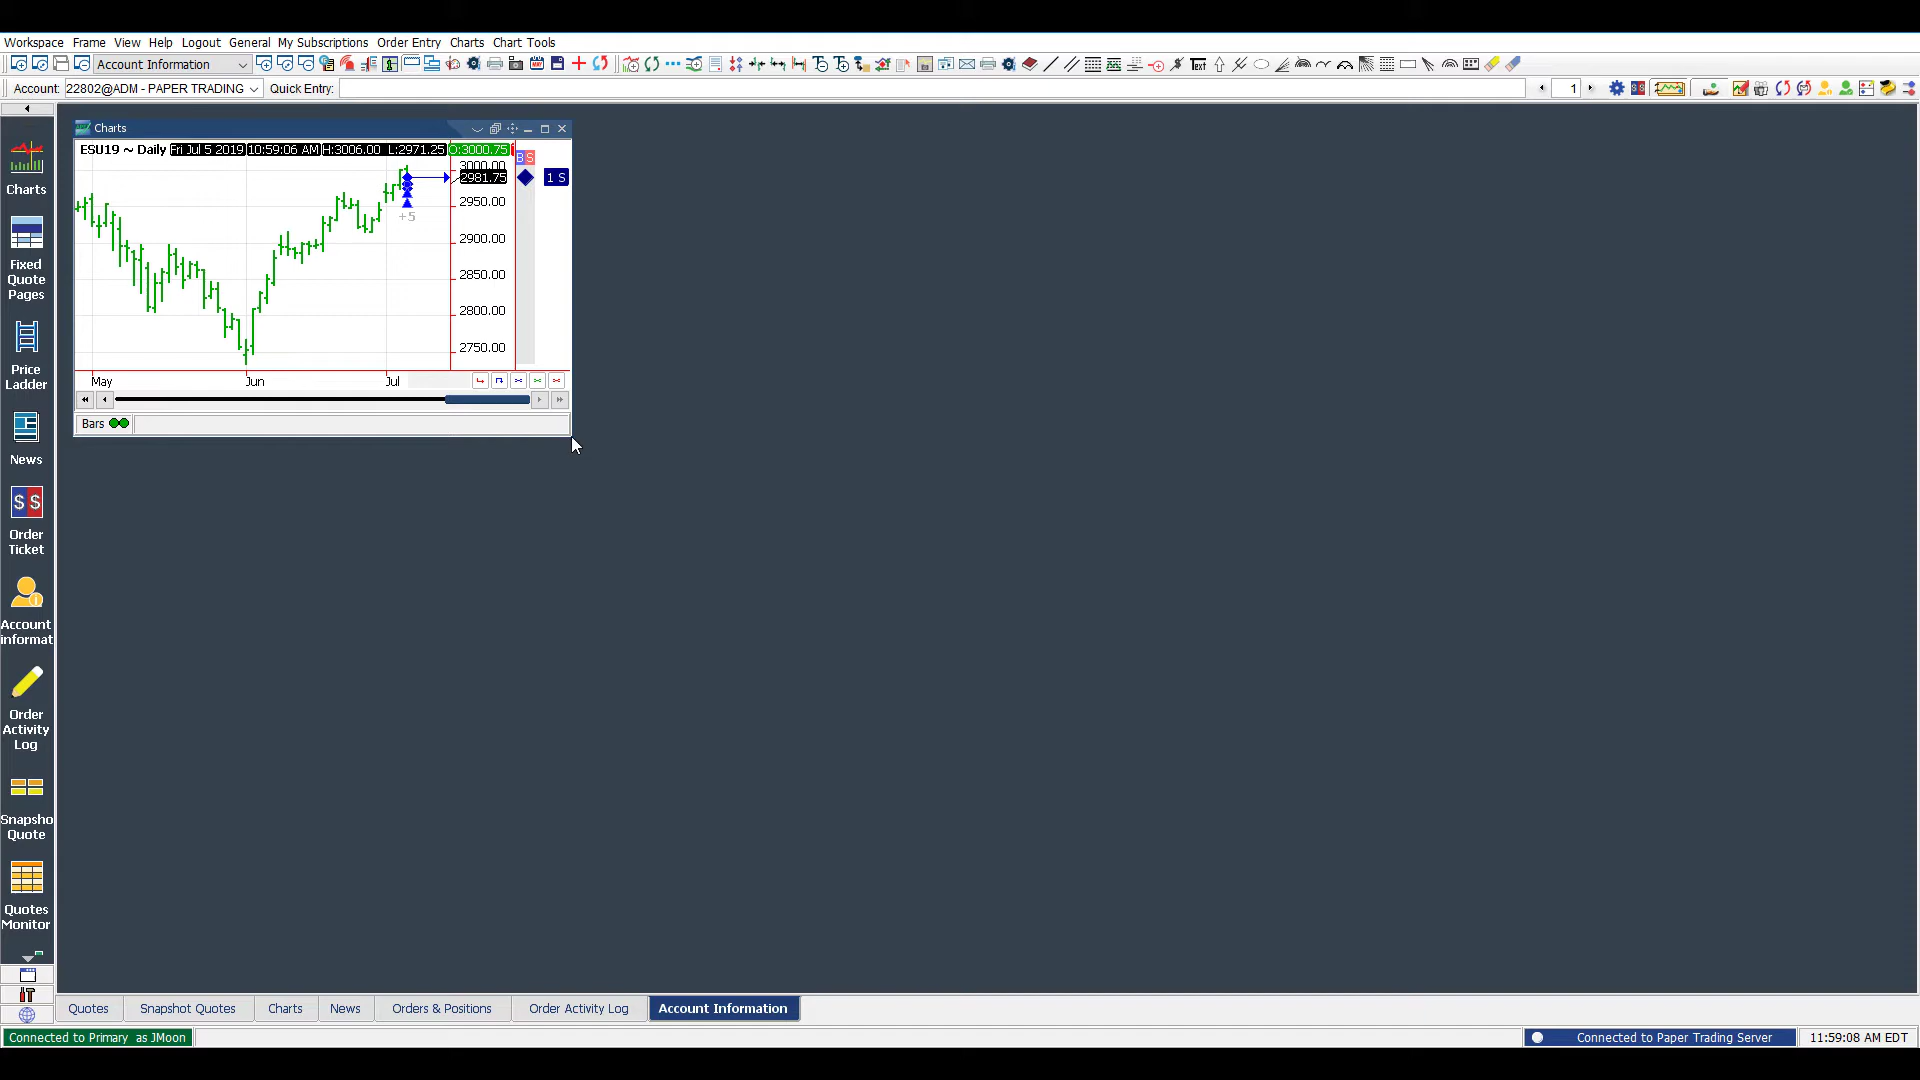 Workspace Frame View Help Logout General My Subscriptions Order Entry Charts Chart Tools
Account Information
Text
Account: 22802@ADM - PAPER TRADING Quick Entry: 1
Charts
ESU19 ~ Daily Fri Jul 5 2019 10:59:06 AM H:3006.00 L:2971.25 O:3000.75
B S
3000.00
2981.75
1 S
2950.00
+5
2900.00
2850.00
2800.00
2750.00
May Jun Jul
Bars
Charts
Fixed
Quote
Pages
Price
Ladder
News
$ $
Order
Ticket
Account
informat
Order
Activity
Log
Snapsho
Quote
Quotes
Monitor
Quotes Snapshot Quotes Charts News Orders & Positions Order Activity Log Account Information
Connected to Primary as JMoon Connected to Paper Trading Server 11:59:08 AM EDT